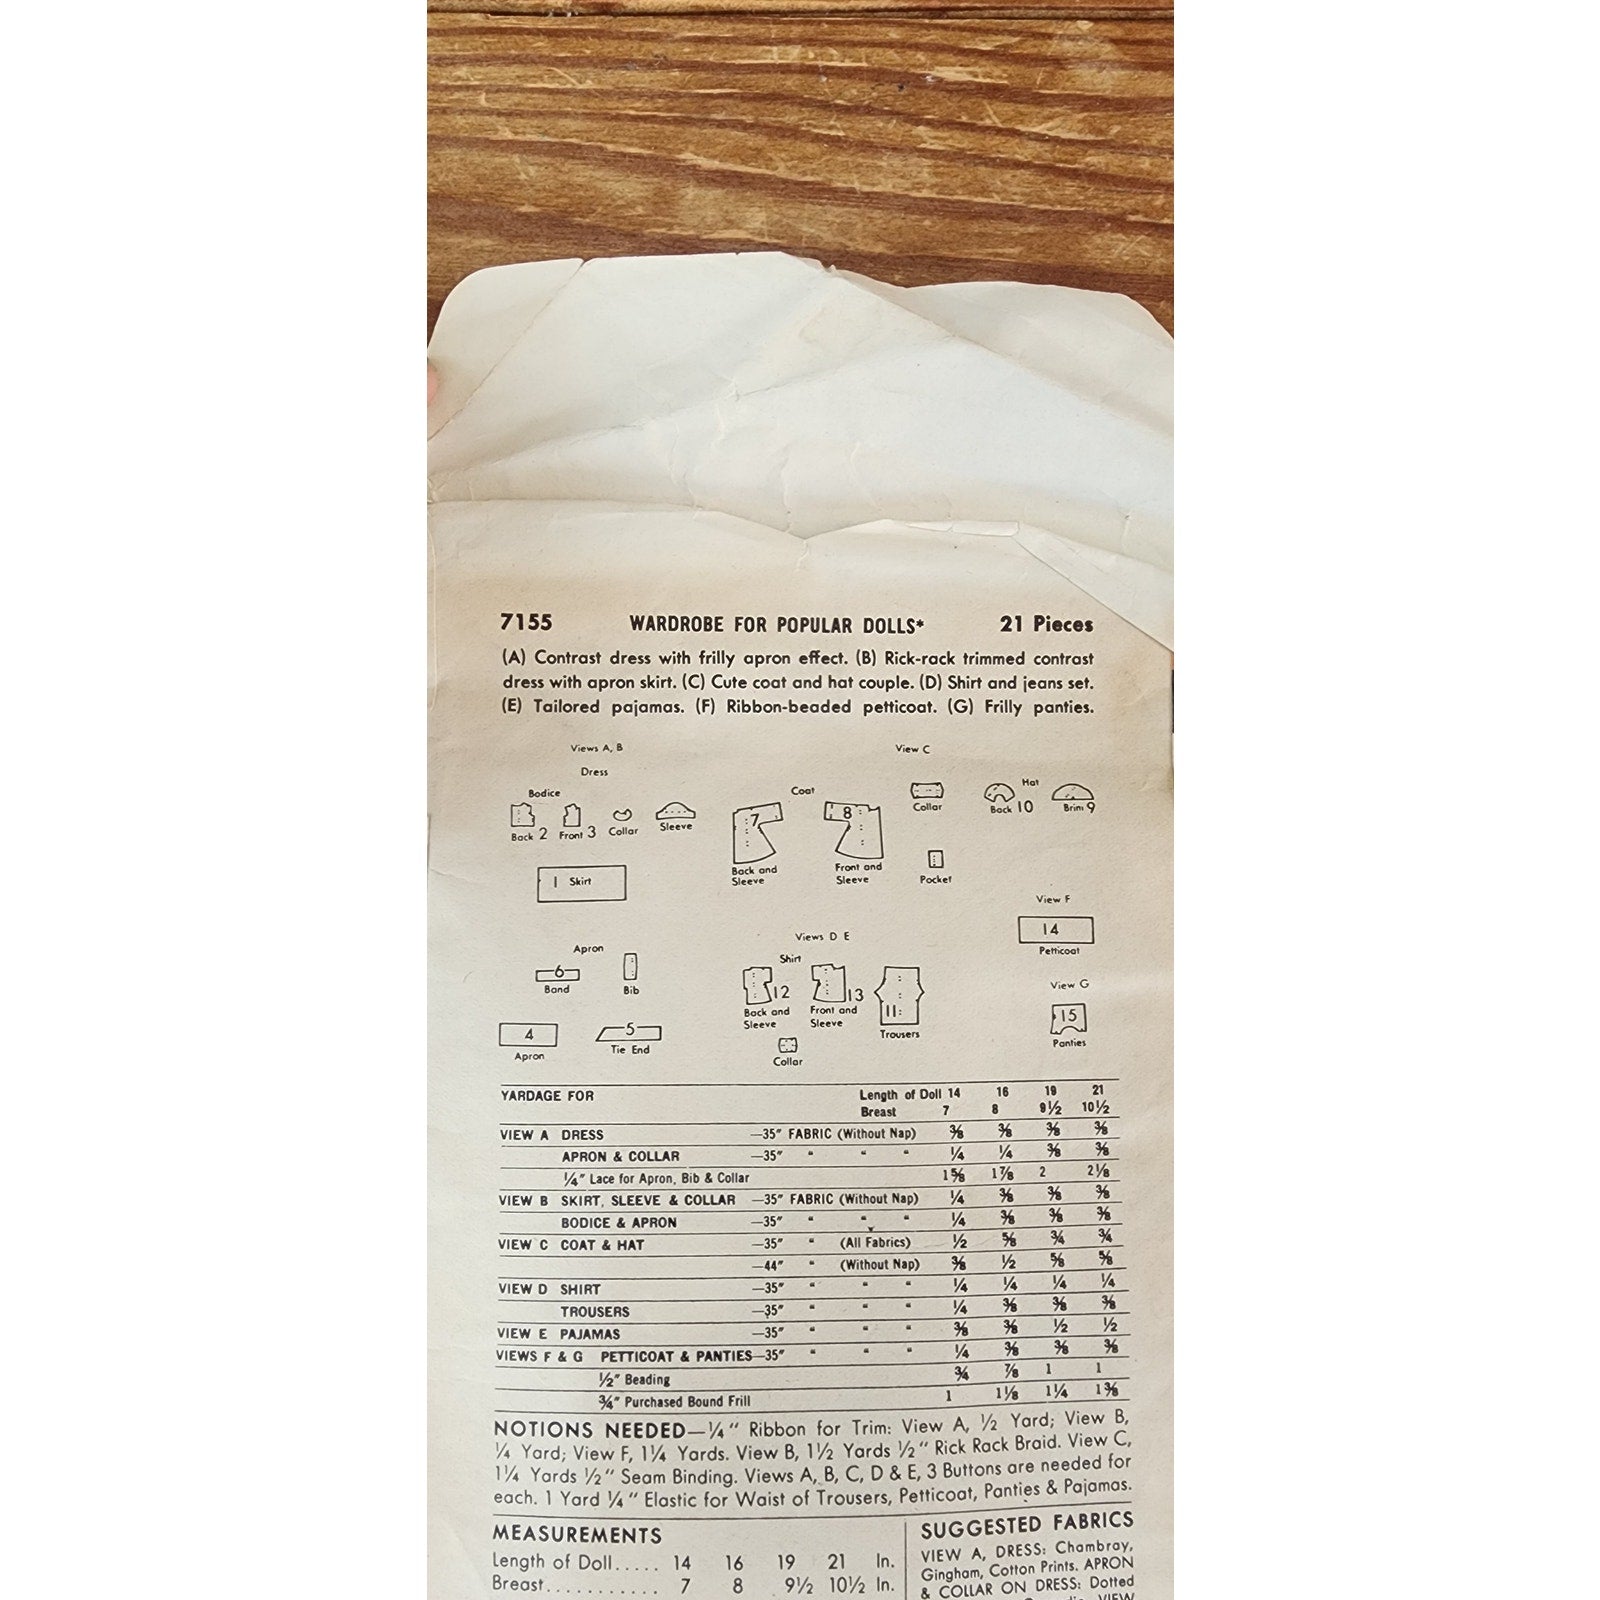 7155 WARDROBE FOR POPULAR DOLLS* 21 Pieces
(A) Contrast dress with frilly apron effect. (B) Rick-rack trimmed contrast
dress with apron skirt. (C) Cute coat and hat couple. (D) Shirt and jeans set.
(E) Tailored pajamas. (F) Ribbon-beaded petticoat. (G) Frilly panties.
Views A, B
Dress
Bodice
Back 2 Front 3 Collar Sleeve
1 Skirt
Apron
6
Band
Bib
4
Apron
5
Tie End
View C
Coat
7
Back and
Sleeve
8
Front and
Sleeve
Collar
Pocket
Hat
Back 10 Brim 9
Views D E
Shirt
12
Back and
Sleeve
13
Front and
Sleeve
11
Trousers
Collar
View F
14
Petticoat
View G
15
Panties
YARDAGE FOR Length of Doll 14 16 19 21
Breast 7 8 9½ 10½
VIEW A DRESS —35″ FABRIC (Without Nap) ⅜ ⅜ ⅜ ⅜
APRON & COLLAR —35″ " " " ¼ ¼ ⅜ ⅜
¼″ Lace for Apron, Bib & Collar 1⅝ 1⅞ 2 2⅛
VIEW B SKIRT, SLEEVE & COLLAR —35″ FABRIC (Without Nap) ¼ ⅜ ⅜ ⅜
BODICE & APRON —35″ " " " ¼ ⅜ ⅜ ⅜
VIEW C COAT & HAT —35″ " (All Fabrics) ½ ⅝ ¾ ¾
—44″ " (Without Nap) ⅜ ½ ⅝ ⅝
VIEW D SHIRT —35″ " " " ¼ ¼ ¼ ¼
TROUSERS —35″ " " " ¼ ⅜ ⅜ ⅜
VIEW E PAJAMAS —35″ " " " ⅜ ⅜ ½ ½
VIEWS F & G PETTICOAT & PANTIES—35″ " " " ¼ ⅜ ⅜ ⅜
½″ Beading ¾ ⅞ 1 1
¾″ Purchased Bound Frill 1 1⅛ 1¼ 1⅜
NOTIONS NEEDED—¼″ Ribbon for Trim: View A, ½ Yard; View B,
¼ Yard; View F, 1¼ Yards. View B, 1½ Yards ½″ Rick Rack Braid. View C,
1¼ Yards ½″ Seam Binding. Views A, B, C, D & E, 3 Buttons are needed for
each. 1 Yard ¼″ Elastic for Waist of Trousers, Petticoat, Panties & Pajamas.
MEASUREMENTS
Length of Doll..... 14 16 19 21 In.
Breast........... 7 8 9½ 10½ In.
SUGGESTED FABRICS
VIEW A, DRESS: Chambray,
Gingham, Cotton Prints. APRON
& COLLAR ON DRESS: Dotted
VIEW